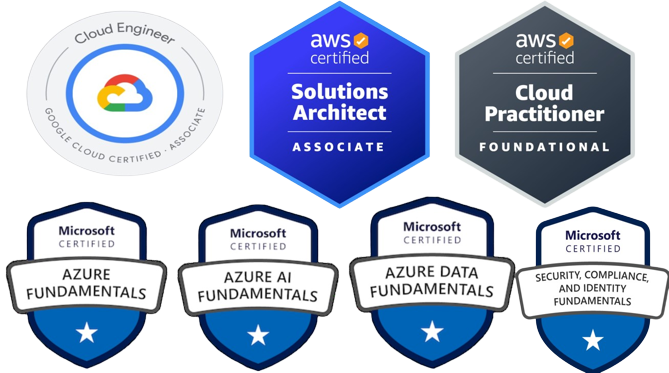 Cloud Engineer
GOOGLE CLOUD CERTIFIED · ASSOCIATE
aws
certified
Solutions
Architect
ASSOCIATE
aws
certified
Cloud
Practitioner
FOUNDATIONAL
Microsoft
CERTIFIED
AZURE
FUNDAMENTALS
Microsoft
CERTIFIED
AZURE AI
FUNDAMENTALS
Microsoft
CERTIFIED
AZURE DATA
FUNDAMENTALS
Microsoft
CERTIFIED
SECURITY, COMPLIANCE,
AND IDENTITY
FUNDAMENTALS